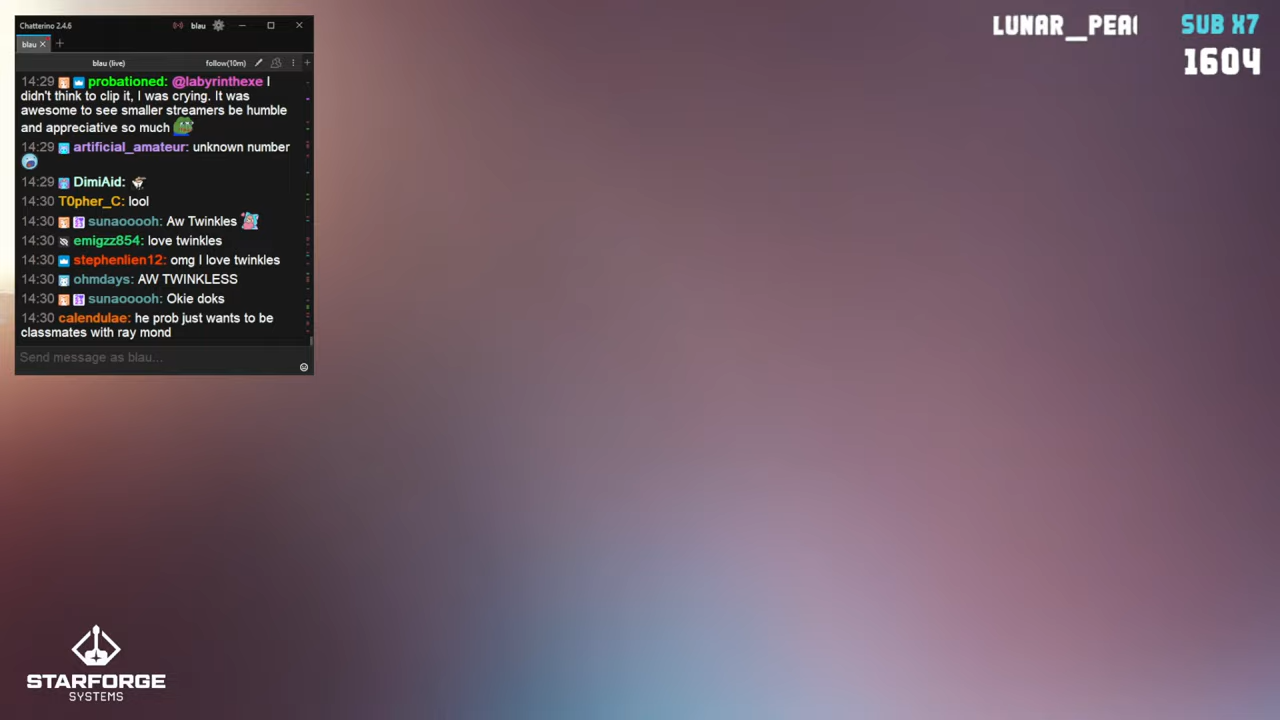 Chatterino 2.4.6
blau
blau
blau (live)
follow(10m)
14:29 probationed: @labyrinthexe I
didn't think to clip it, I was crying. It was
awesome to see smaller streamers be humble
and appreciative so much
14:29 artificial_amateur: unknown number
14:29 DimiAid:
14:30 T0pher_C: lool
14:30 sunaooooh: Aw Twinkles
14:30 emigzz854: love twinkles
14:30 stephenlien12: omg I love twinkles
14:30 ohmdays: AW TWINKLESS
14:30 sunaooooh: Okie doks
14:30 calendulae: he prob just wants to be
classmates with ray mond
Send message as blau...
LUNAR_PEA
SUB X7
1604
STARFORGE
SYSTEMS